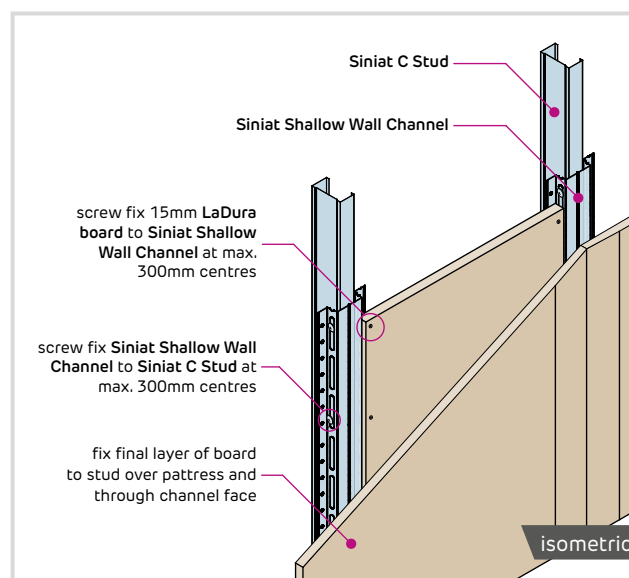 Siniat C Stud
Siniat Shallow Wall Channel
screw fix 15mm LaDura
board to Siniat Shallow
Wall Channel at max.
300mm centres
screw fix Siniat Shallow Wall
Channel to Siniat C Stud at
max. 300mm centres
fix final layer of board
to stud over pattress and
through channel face
isometric